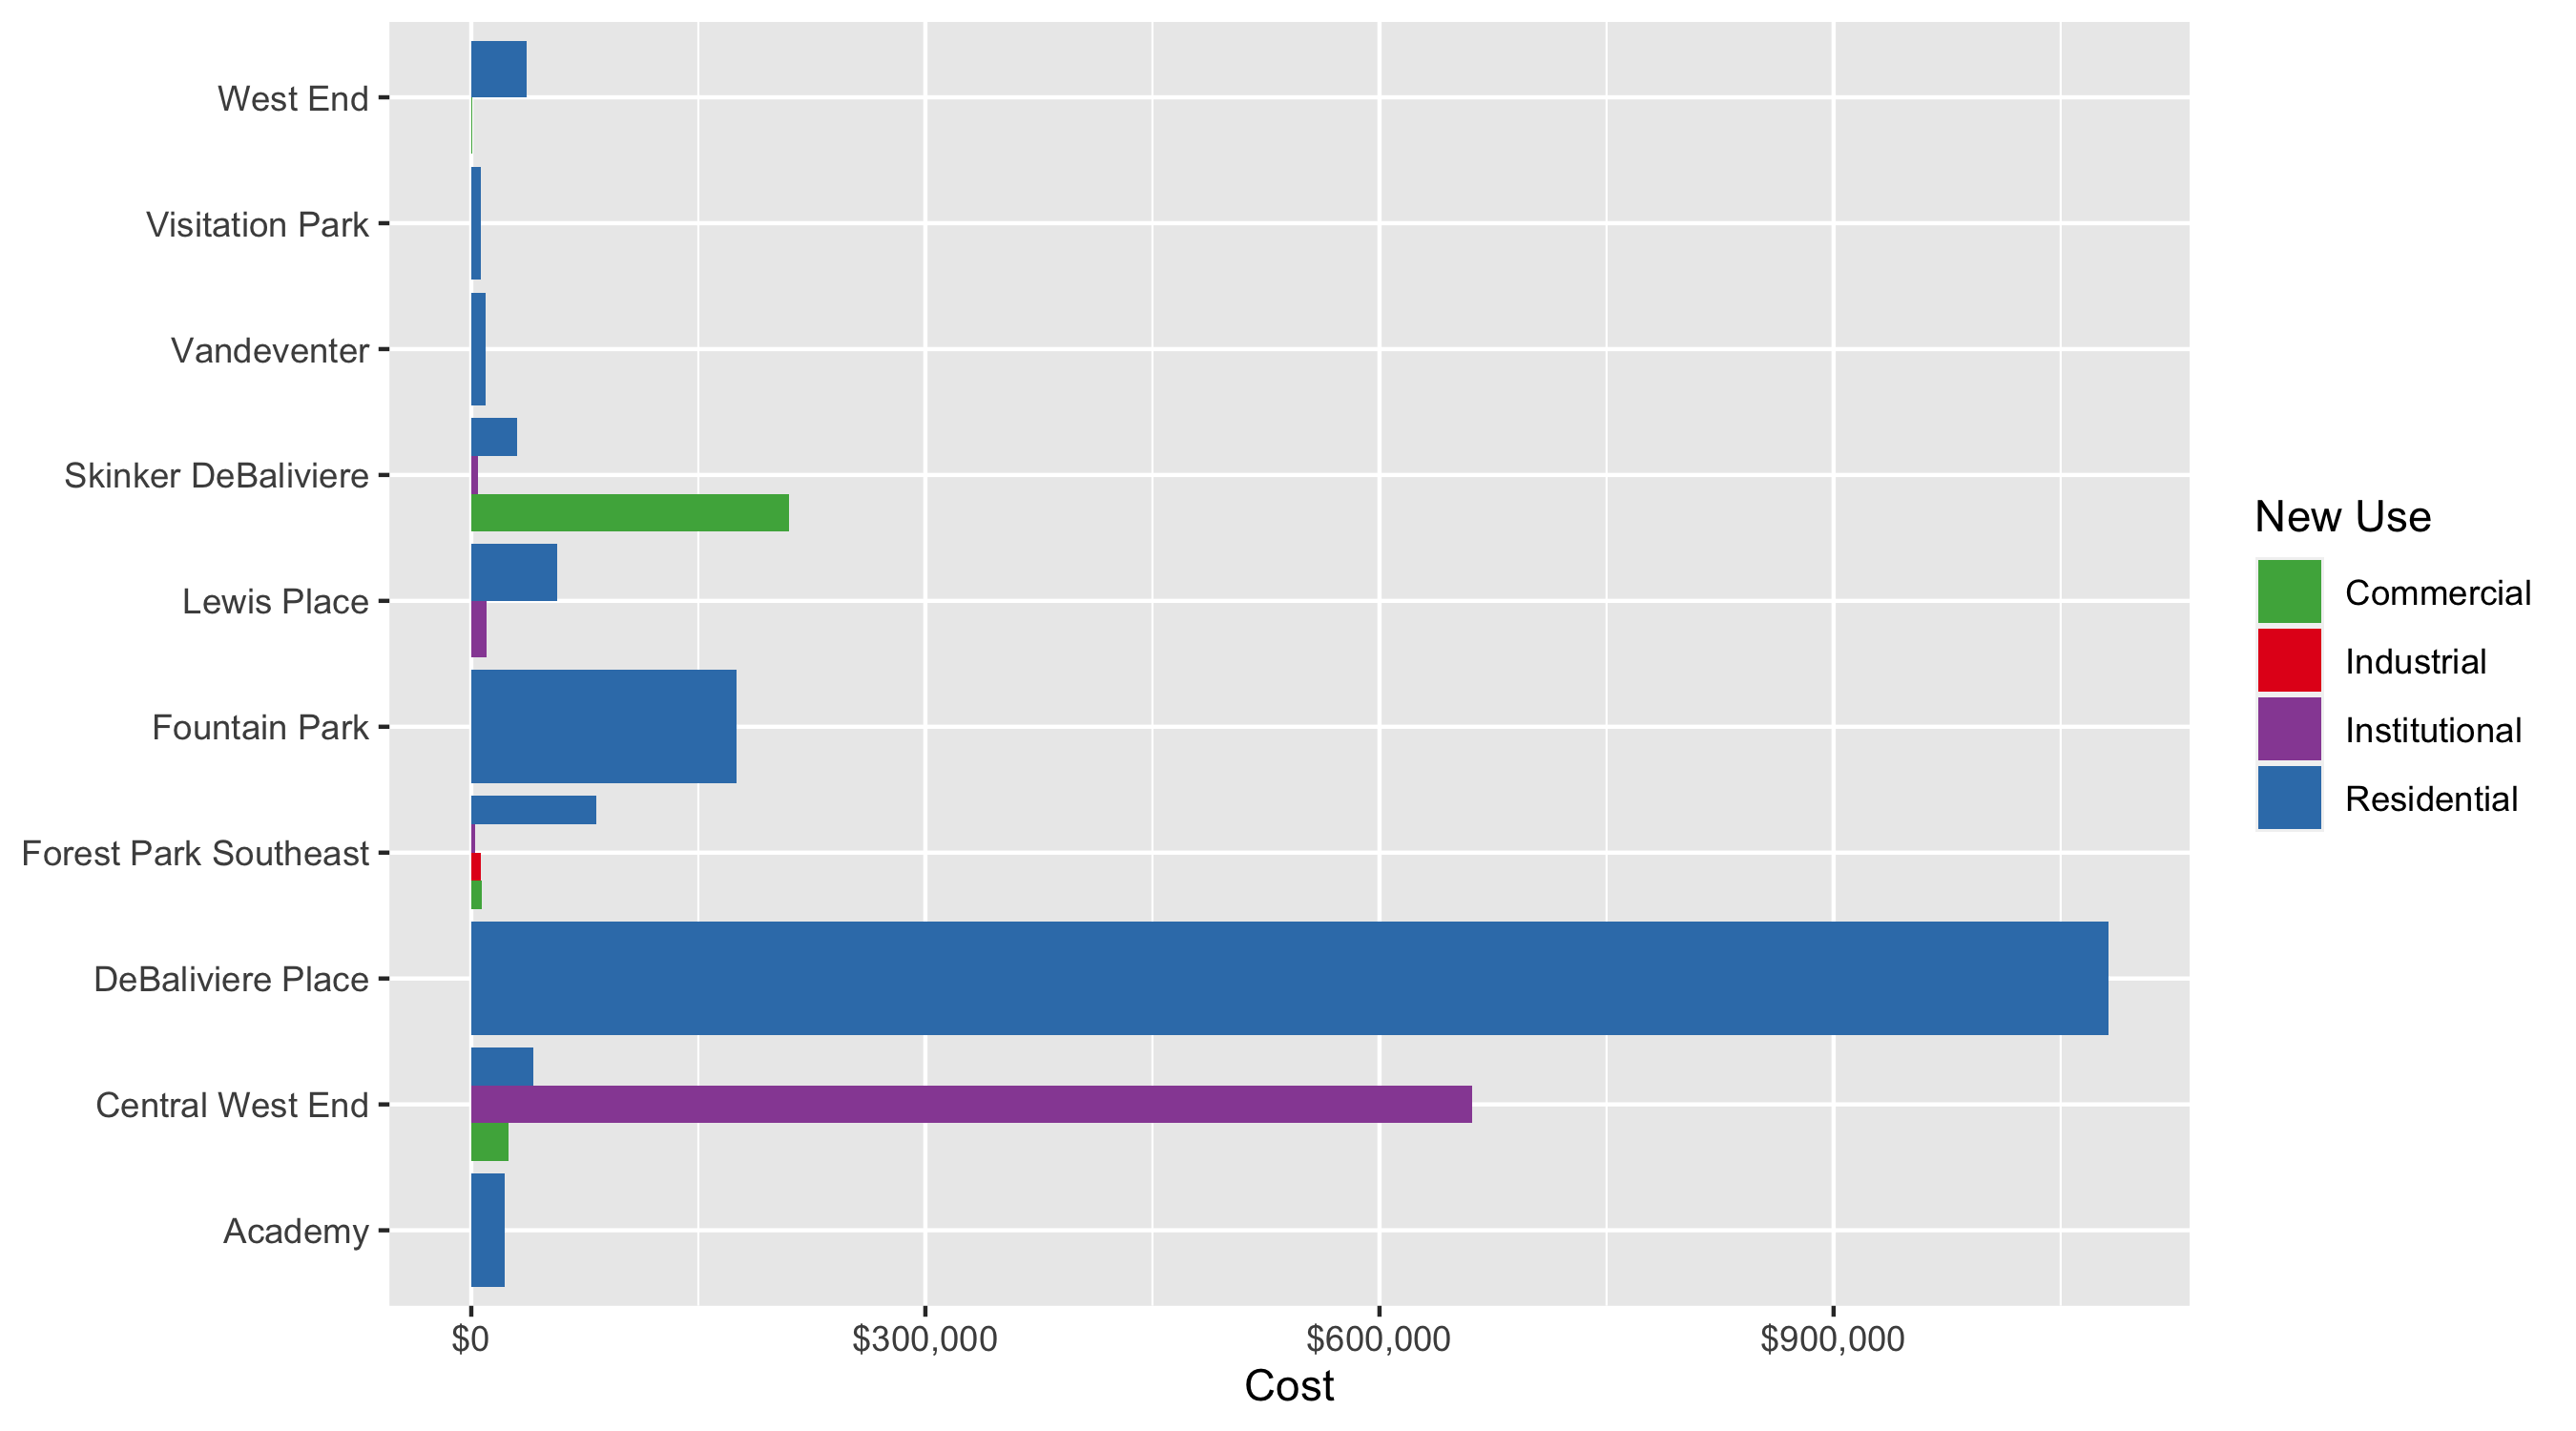 West End
Visitation Park
Vandeventer
Skinker DeBaliviere
Lewis Place
Fountain Park
Forest Park Southeast
DeBaliviere Place
Central West End
Academy
$0 $300,000 $600,000 $900,000
Cost
New Use
Commercial
Industrial
Institutional
Residential